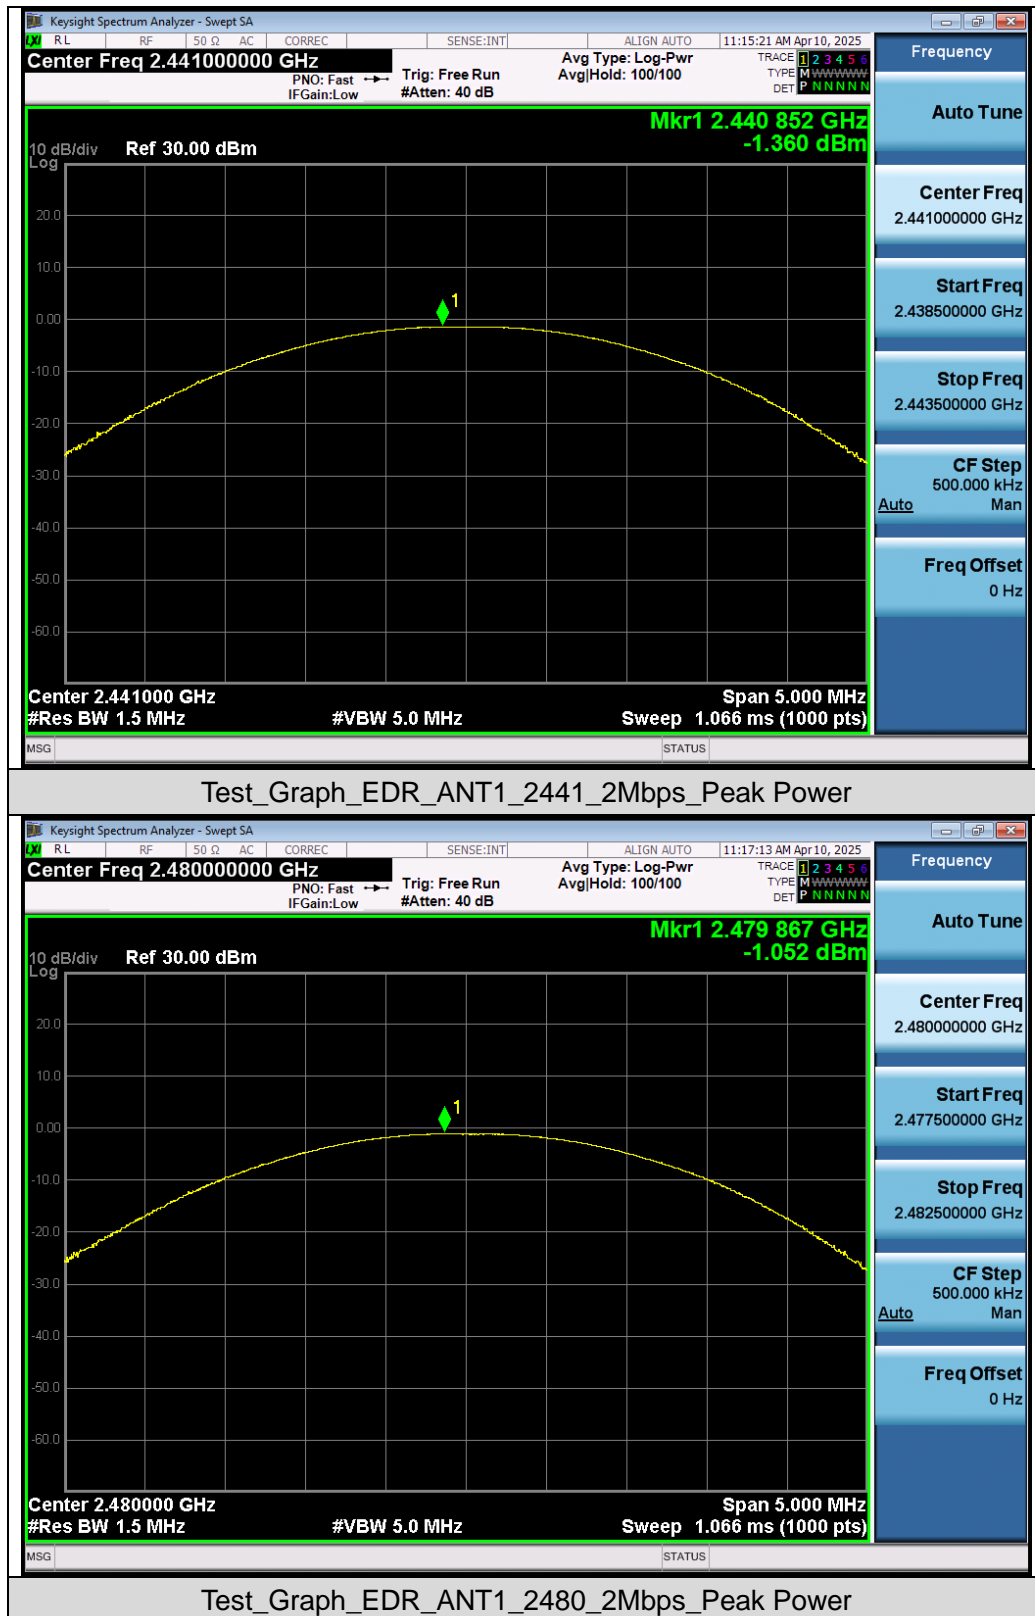 Keysight Spectrum Analyzer - Swept SA
LXI RL RF 50 Ω AC CORREC SENSE:INT ALIGN AUTO 11:15:21 AM Apr 10, 2025
Center Freq 2.441000000 GHz
PNO: Fast
IFGain:Low
Trig: Free Run
#Atten: 40 dB
Avg Type: Log-Pwr
Avg|Hold: 100/100
TRACE 1 2 3 4 5 6
TYPE M WWWWW
DET P N N N N N
Frequency
Mkr1 2.440 852 GHz
-1.360 dBm
10 dB/div Ref 30.00 dBm
Log
20.0
10.0
0.00
-10.0
-20.0
-30.0
-40.0
-50.0
-60.0
1
Center 2.441000 GHz Span 5.000 MHz
#Res BW 1.5 MHz #VBW 5.0 MHz Sweep 1.066 ms (1000 pts)
MSG STATUS
Auto Tune
Center Freq
2.441000000 GHz
Start Freq
2.438500000 GHz
Stop Freq
2.443500000 GHz
CF Step
500.000 kHz
Auto Man
Freq Offset
0 Hz
Test_Graph_EDR_ANT1_2441_2Mbps_Peak Power
Keysight Spectrum Analyzer - Swept SA
LXI RL RF 50 Ω AC CORREC SENSE:INT ALIGN AUTO 11:17:13 AM Apr 10, 2025
Center Freq 2.480000000 GHz
PNO: Fast
IFGain:Low
Trig: Free Run
#Atten: 40 dB
Avg Type: Log-Pwr
Avg|Hold: 100/100
TRACE 1 2 3 4 5 6
TYPE M WWWWW
DET P N N N N N
Frequency
Mkr1 2.479 867 GHz
-1.052 dBm
10 dB/div Ref 30.00 dBm
Log
20.0
10.0
0.00
-10.0
-20.0
-30.0
-40.0
-50.0
-60.0
1
Center 2.480000 GHz Span 5.000 MHz
#Res BW 1.5 MHz #VBW 5.0 MHz Sweep 1.066 ms (1000 pts)
MSG STATUS
Auto Tune
Center Freq
2.480000000 GHz
Start Freq
2.477500000 GHz
Stop Freq
2.482500000 GHz
CF Step
500.000 kHz
Auto Man
Freq Offset
0 Hz
Test_Graph_EDR_ANT1_2480_2Mbps_Peak Power